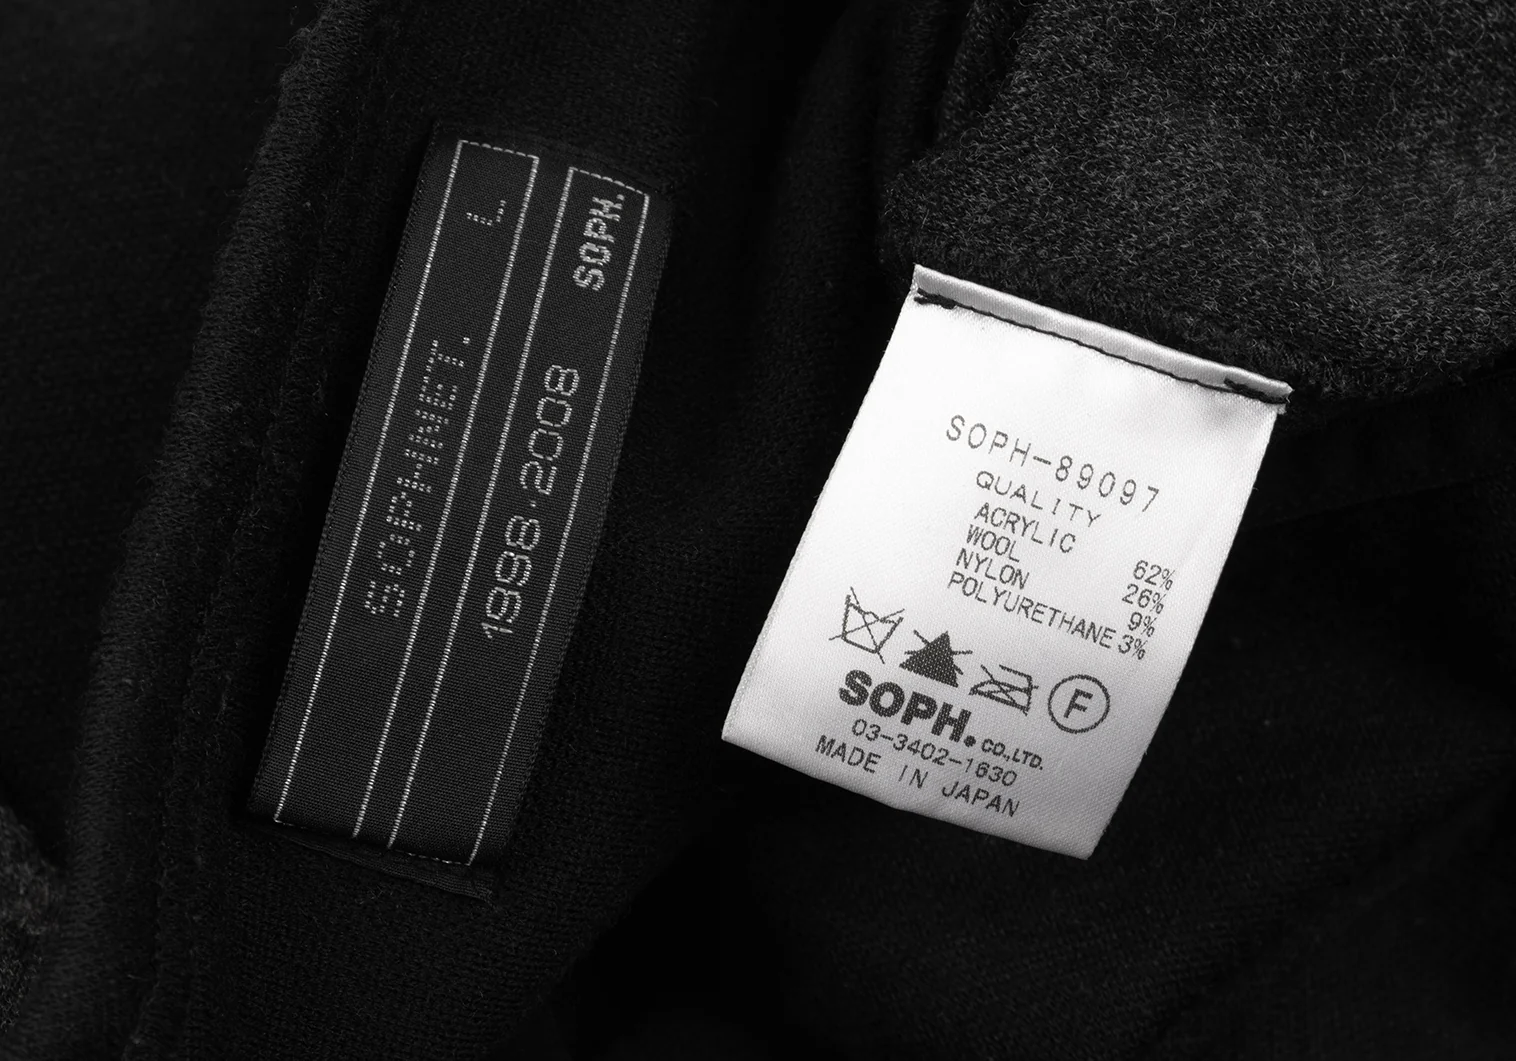 SOPHNET.
L
1998·2008
SOPH.
SOPH-89097
QUALITY
ACRYLIC 62%
WOOL 26%
NYLON 9%
POLYURETHANE 3%
F
SOPH. CO.,LTD.
03-3402-1630
MADE IN JAPAN